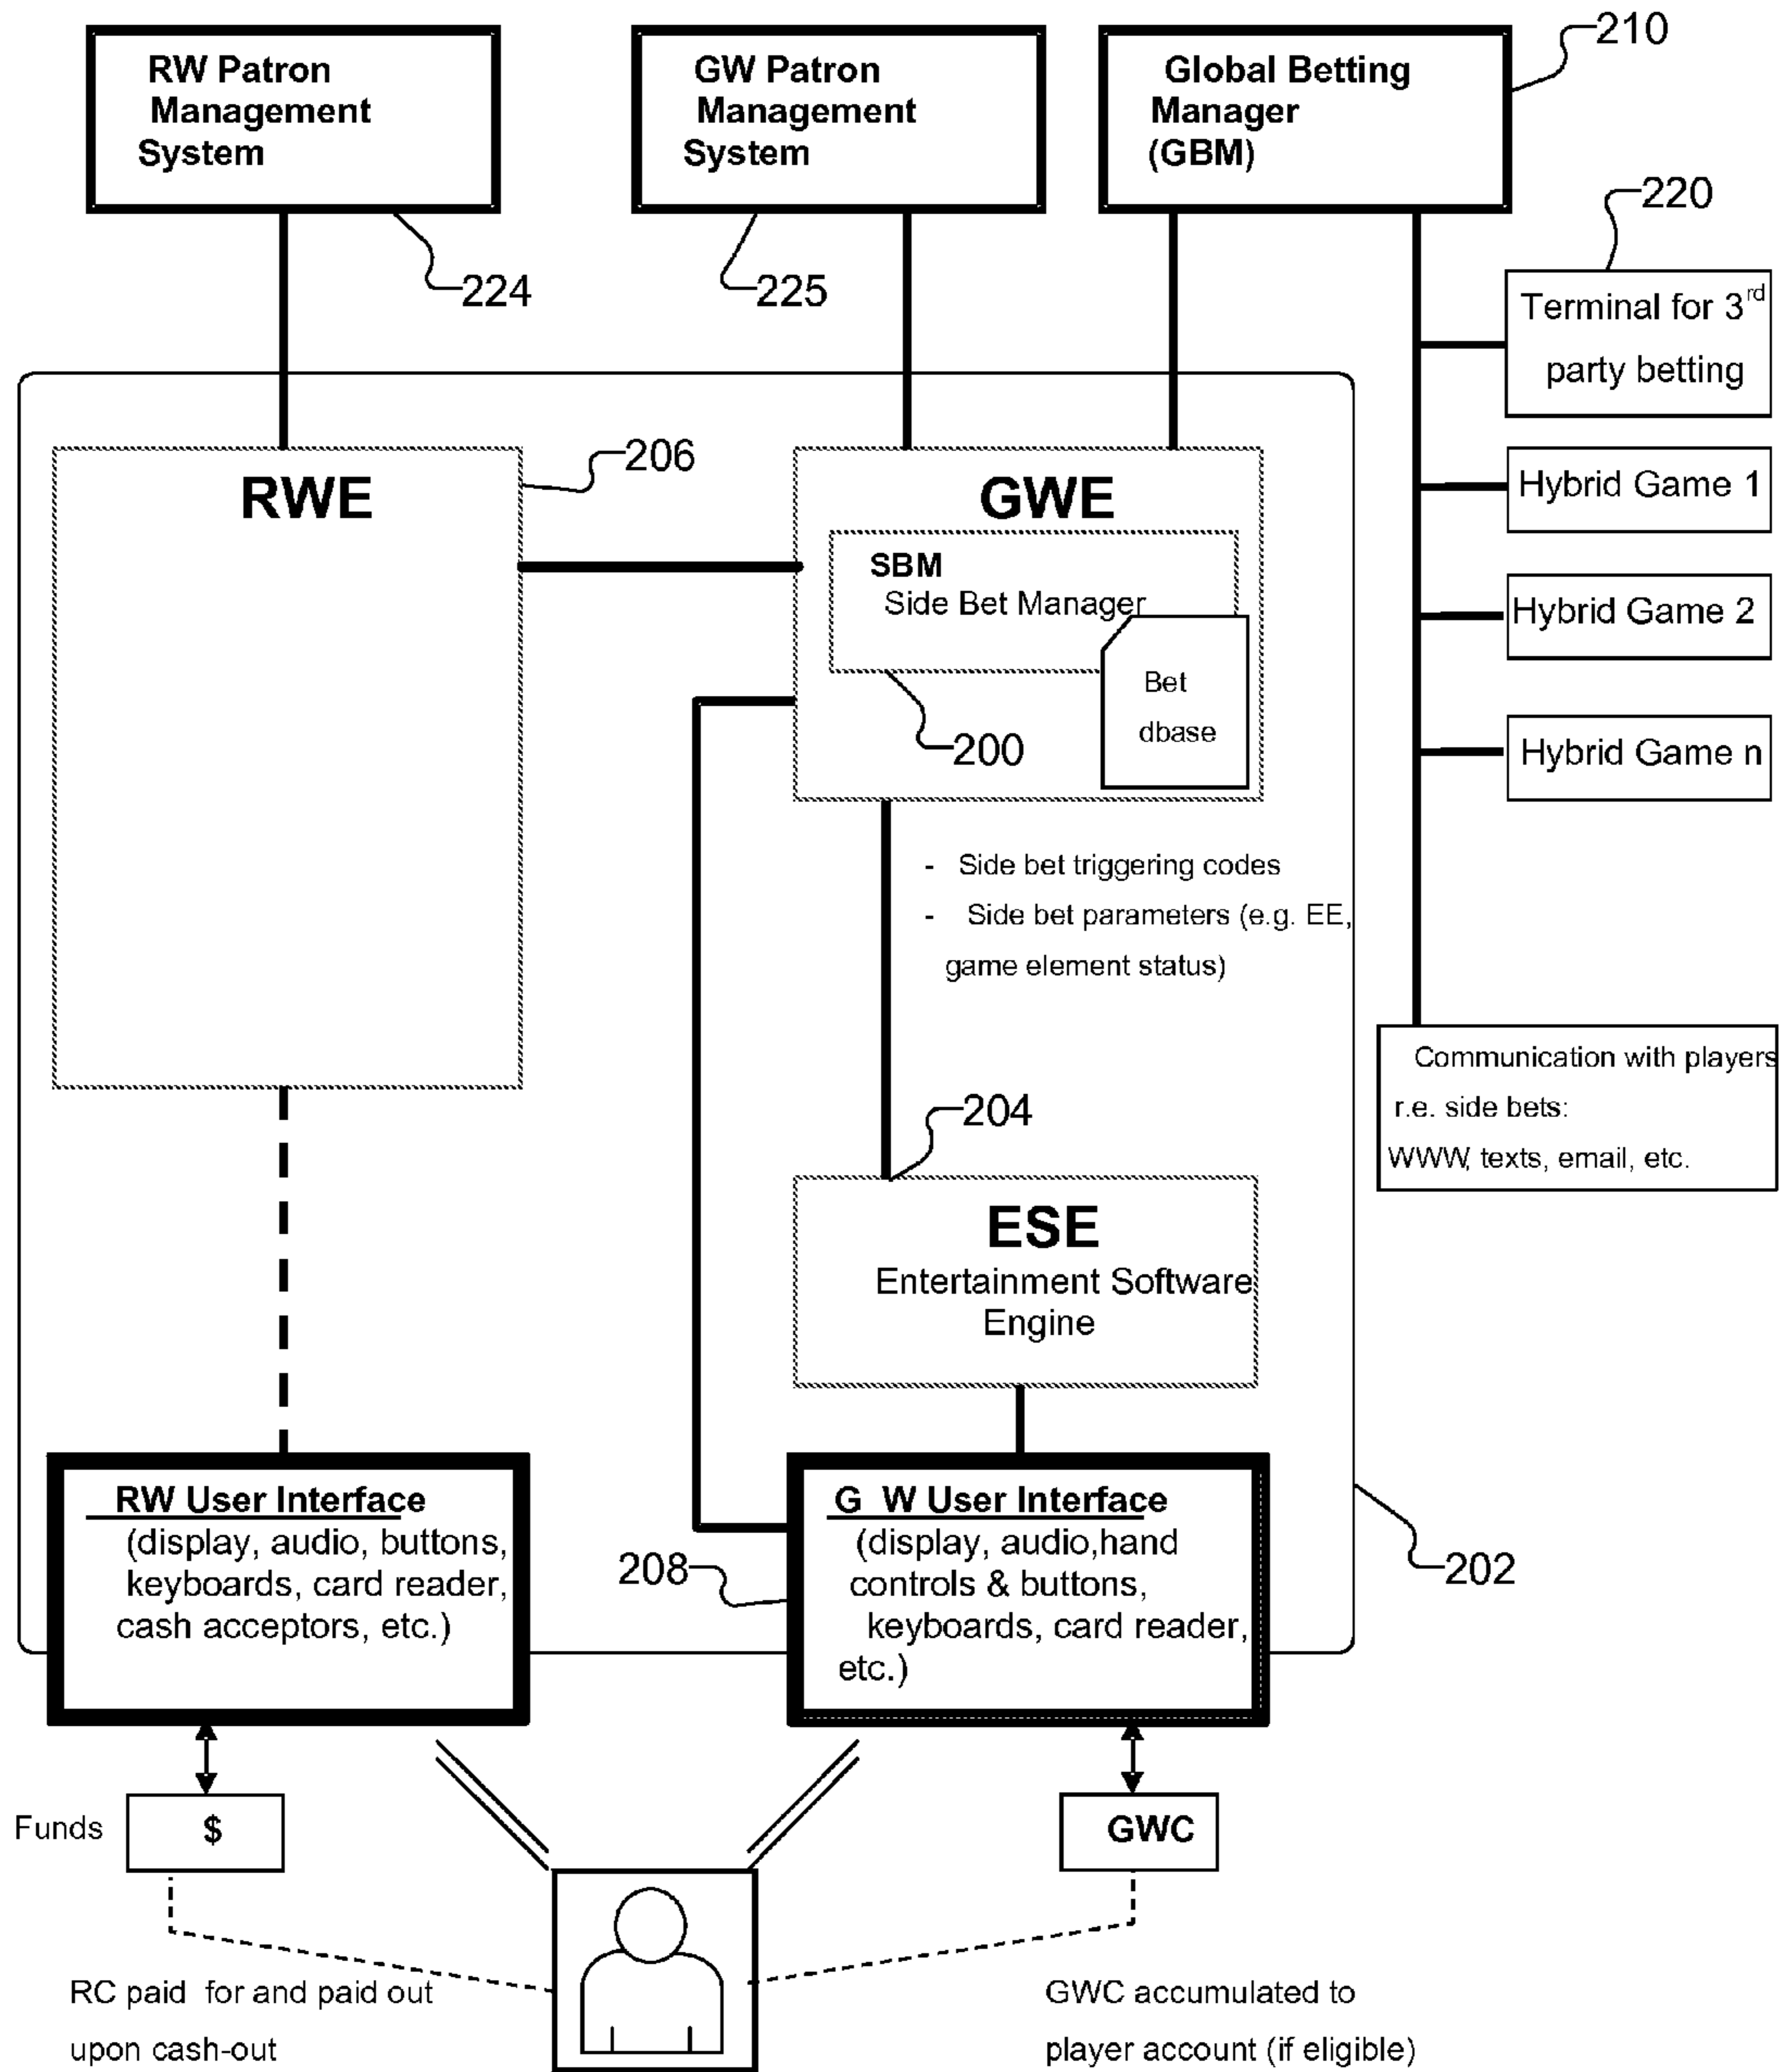 RW Patron
Management
System
GW Patron
Management
System
Global Betting
Manager
(GBM)
210
224
225
220
Terminal for 3rd
party betting
RWE
206
GWE
SBM
Side Bet Manager
Bet
dbase
200
Hybrid Game 1
Hybrid Game 2
Hybrid Game n
- Side bet triggering codes
- Side bet parameters (e.g. EE,
game element status)
Communication with players
r.e. side bets:
WWW, texts, email, etc.
204
ESE
Entertainment Software
Engine
RW User Interface
(display, audio, buttons,
keyboards, card reader,
cash acceptors, etc.)
208
G W User Interface
(display, audio,hand
controls & buttons,
keyboards, card reader,
etc.)
202
Funds
$
GWC
RC paid for and paid out
upon cash-out
GWC accumulated to
player account (if eligible)